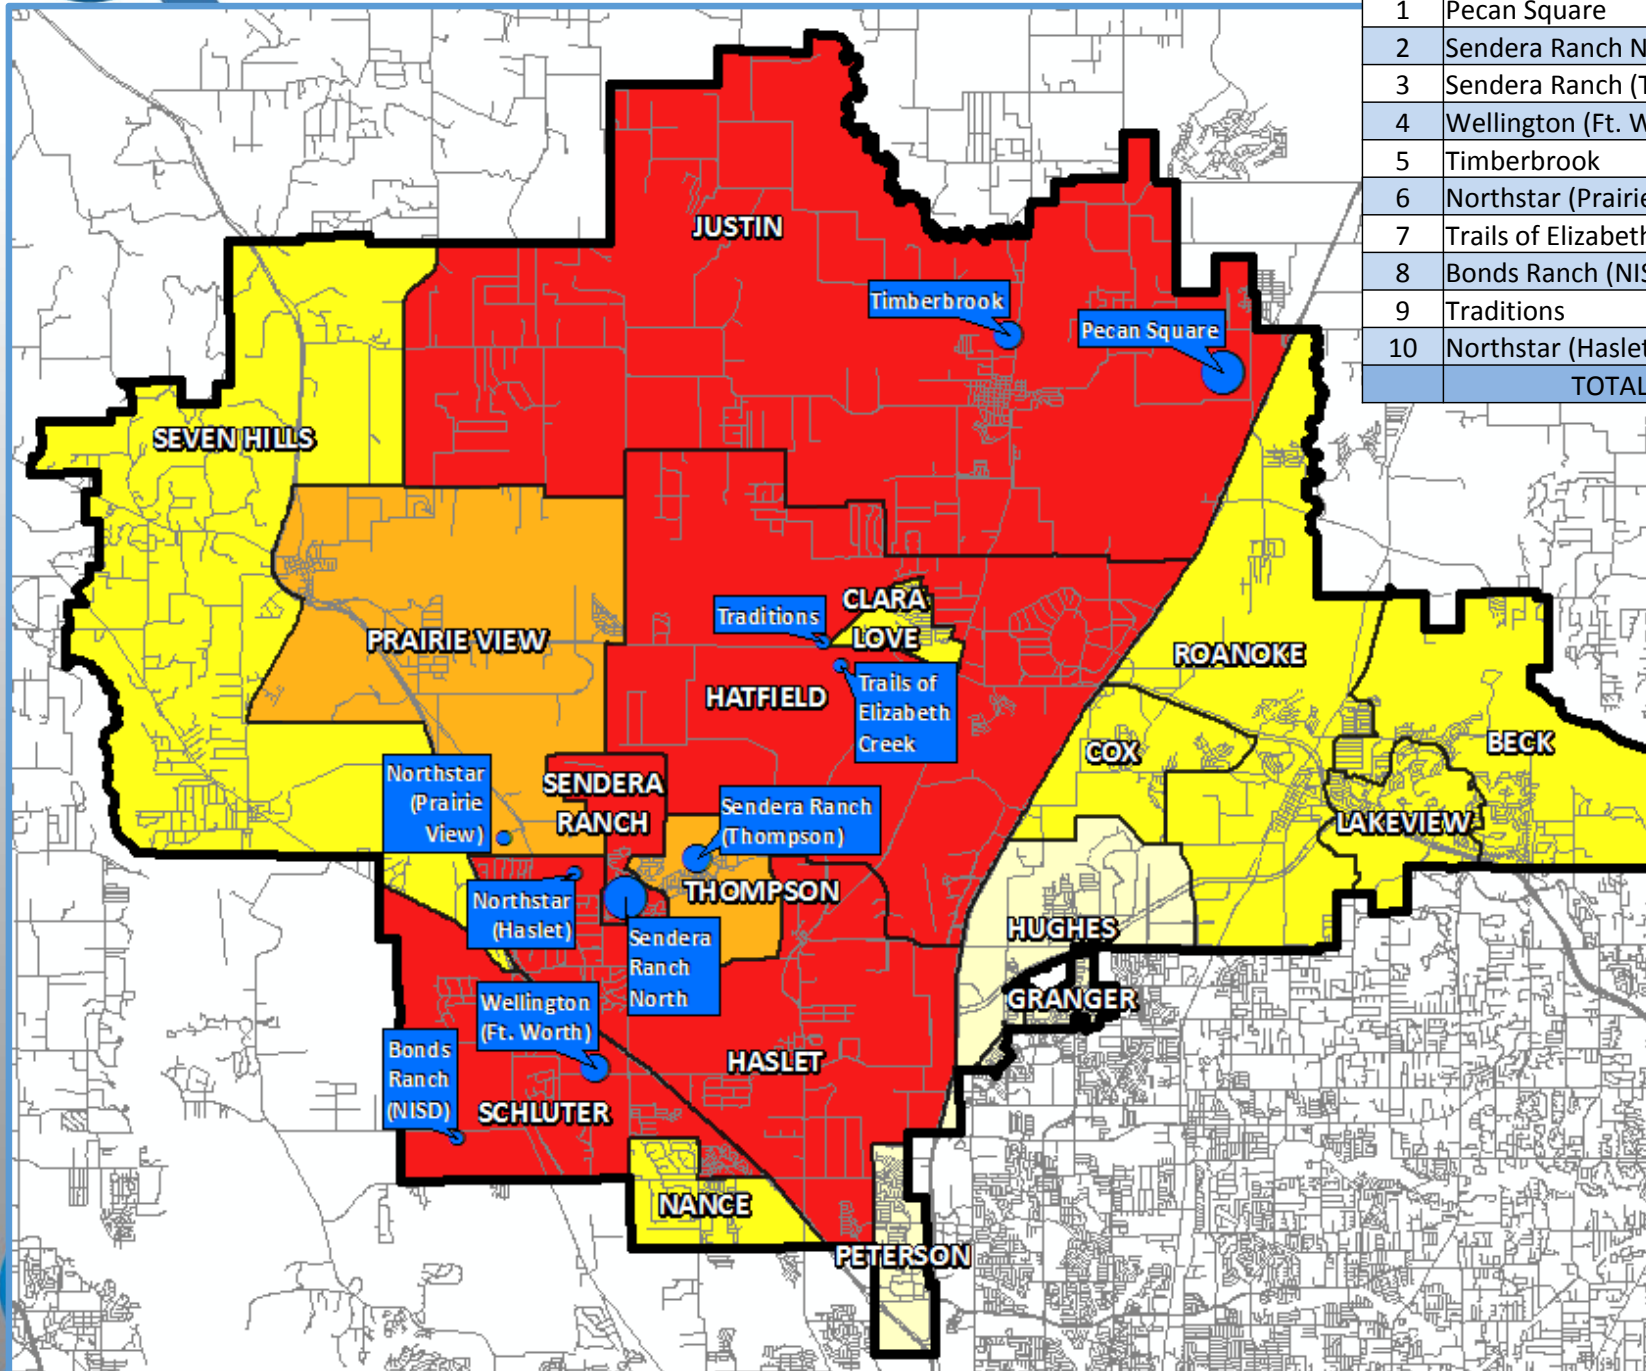 1 Pecan Square
2 Sendera Ranch N
3 Sendera Ranch (T
4 Wellington (Ft. W
5 Timberbrook
6 Northstar (Prairie
7 Trails of Elizabeth
8 Bonds Ranch (NIS
9 Traditions
10 Northstar (Haslet
TOTAL
JUSTIN
Timberbrook
Pecan Square
SEVEN HILLS
CLARA
LOVE
Traditions
PRAIRIE VIEW
ROANOKE
HATFIELD
Trails of
Elizabeth
Creek
COX
BECK
Northstar
(Prairie
View)
SENDERA
RANCH
Sendera Ranch
(Thompson)
LAKEVIEW
THOMPSON
Northstar
(Haslet)
Sendera
Ranch
North
HUGHES
GRANGER
Wellington
(Ft. Worth)
Bonds
Ranch
(NISD)
HASLET
SCHLUTER
NANCE
PETERSON